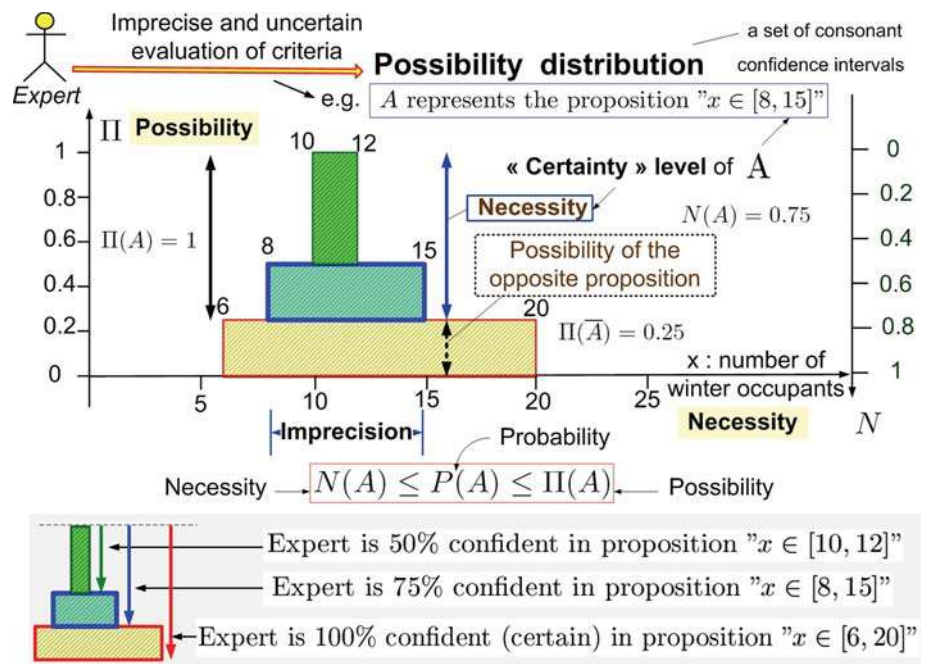 Imprecise and uncertain
evaluation of criteria
Expert
Possibility distribution
a set of consonant
confidence intervals
e.g.
A represents the proposition "x ∈ [8, 15]"
Π Possibility
10 12
« Certainty » level of A
Necessity
N(A) = 0.75
Π(A) = 1
8
15
Possibility of the
opposite proposition
6
20
Π(A̅) = 0.25
1
0.8
0.6
0.4
0.2
0
0
0.2
0.4
0.6
0.8
1
x : number of
winter occupants
5 10 15 20 25
Necessity N
Imprecision
Probability
Necessity N(A) ≤ P(A) ≤ Π(A) Possibility
Expert is 50% confident in proposition "x ∈ [10, 12]"
Expert is 75% confident in proposition "x ∈ [8, 15]"
Expert is 100% confident (certain) in proposition "x ∈ [6, 20]"